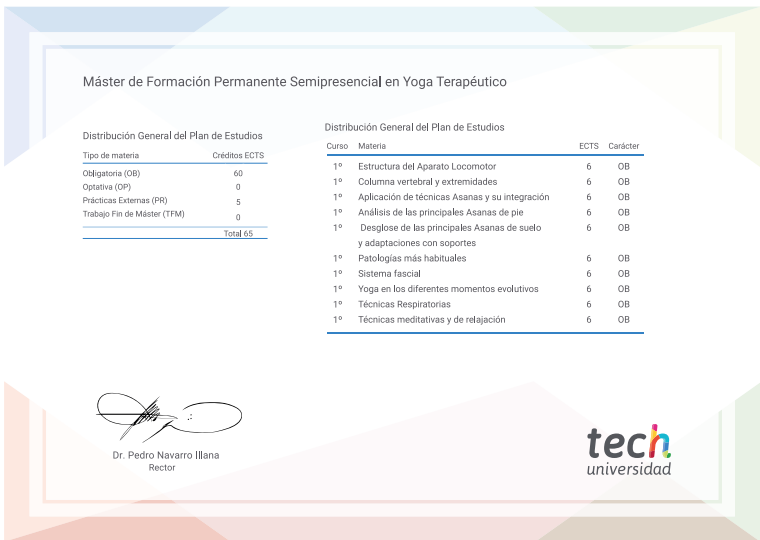 Máster de Formación Permanente Semipresencial en Yoga Terapéutico
Distribución General del Plan de Estudios
Tipo de materia Créditos ECTS
Obligatoria (OB) 60
Optativa (OP) 0
Prácticas Externas (PR) 5
Trabajo Fin de Máster (TFM) 0
Total 65
Distribución General del Plan de Estudios
Curso Materia ECTS Carácter
1º Estructura del Aparato Locomotor 6 OB
1º Columna vertebral y extremidades 6 OB
1º Aplicación de técnicas Asanas y su integración 6 OB
1º Análisis de las principales Asanas de pie 6 OB
1º Desglose de las principales Asanas de suelo 6 OB
y adaptaciones con soportes
1º Patologías más habituales 6 OB
1º Sistema fascial 6 OB
1º Yoga en los diferentes momentos evolutivos 6 OB
1º Técnicas Respiratorias 6 OB
1º Técnicas meditativas y de relajación 6 OB
Dr. Pedro Navarro Illana
Rector
tech
universidad